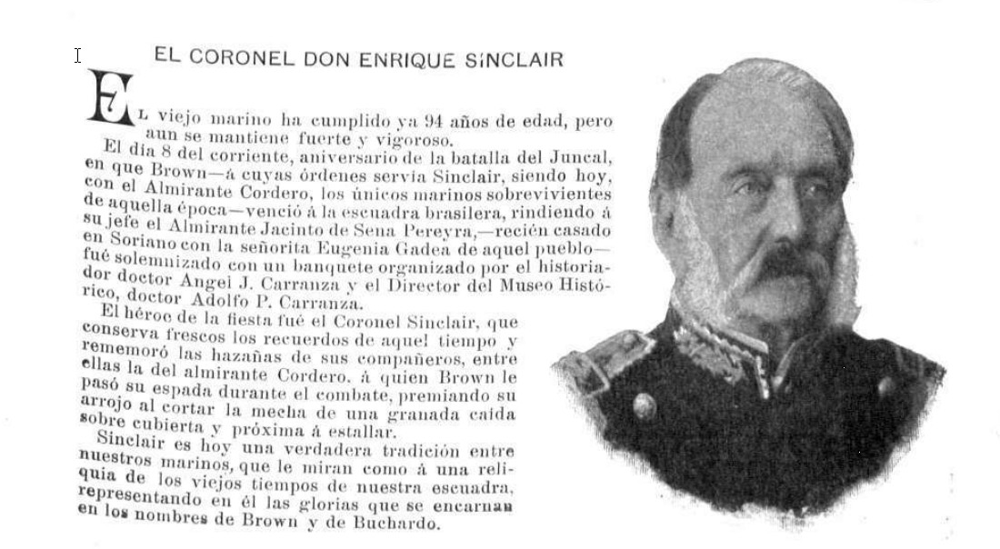 EL CORONEL DON ENRIQUE SíNCLAIR
EL viejo marino ha cumplido ya 94 años de edad, pero
aun se mantiene fuerte y vigoroso.
El día 8 del corriente, aniversario de la batalla del Juncal,
en que Brown—á cuyas órdenes servía Sinclair, siendo hoy,
con el Almirante Cordero, los únicos marinos sobrevivientes
de aquella época—venció á la escuadra brasilera, rindiendo á
su jefe el Almirante Jacinto de Sena Pereyra,—recién casado
en Soriano con la señorita Eugenia Gadea de aquel pueblo—
fué solemnizado con un banquete organizado por el historia-
dor doctor Angel J. Carranza y el Director del Museo Histó-
rico, doctor Adolfo P. Carranza.
El héroe de la fiesta fué el Coronel Sinclair, que
conserva frescos los recuerdos de aquel tiempo y
rememoró las hazañas de sus compañeros, entre
ellas la del almirante Cordero. á quien Brown le
pasó su espada durante el combate, premiando su
arrojo al cortar la mecha de una granada caída
sobre cubierta y próxima á estallar.
Sinclair es hoy una verdadera tradición entre
nuestros marinos, que le miran como á una reli-
quia de los viejos tiempos de nuestra escuadra,
representando en él las glorias que se encarnan
en los nombres de Brown y de Buchardo.